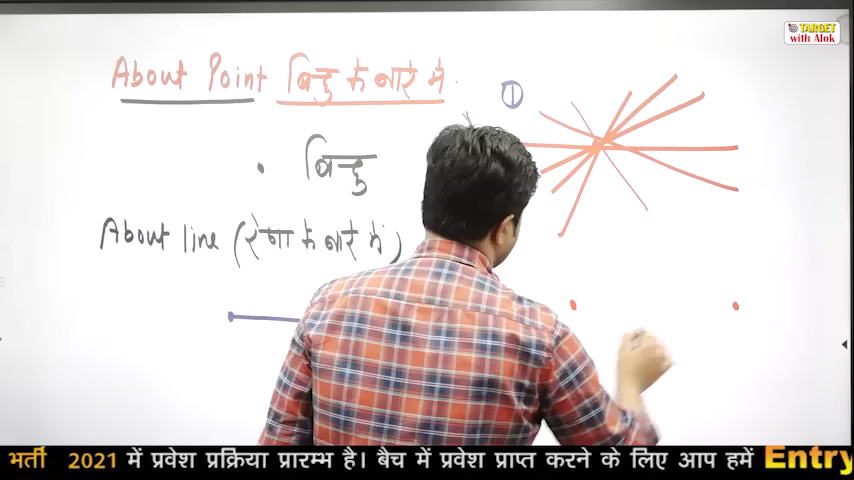 About Point बिन्दु के बारे में
①
. बिन्दु
About line (रेखा के बारे में)
TARGET
with Alok
भर्ती 2021 में प्रवेश प्रक्रिया प्रारम्भ है। बैच में प्रवेश प्राप्त करने के लिए आप हमें Entry